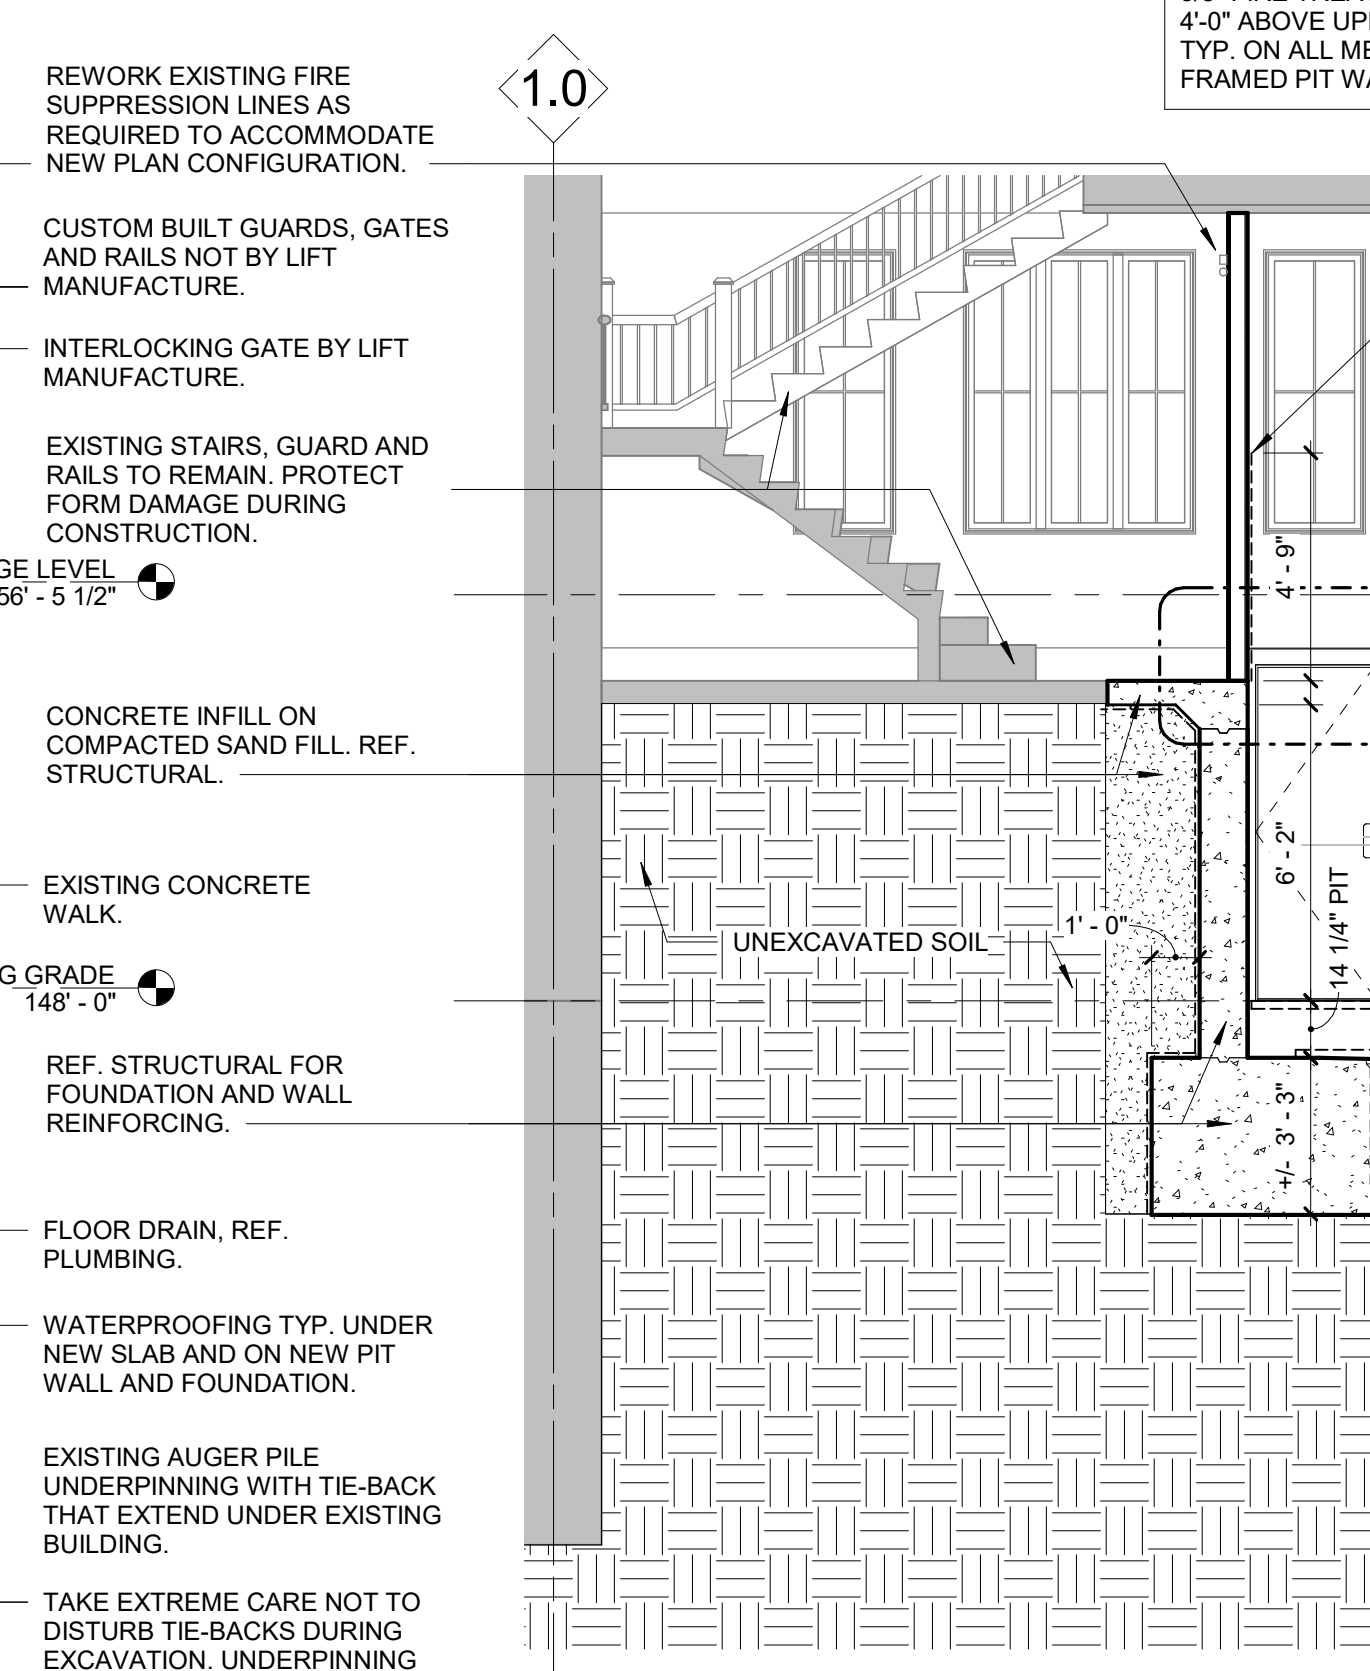 REWORK EXISTING FIRE
SUPPRESSION LINES AS
REQUIRED TO ACCOMMODATE
NEW PLAN CONFIGURATION.
CUSTOM BUILT GUARDS, GATES
AND RAILS NOT BY LIFT
MANUFACTURE.
INTERLOCKING GATE BY LIFT
MANUFACTURE.
EXISTING STAIRS, GUARD AND
RAILS TO REMAIN. PROTECT
FORM DAMAGE DURING
CONSTRUCTION.
GE LEVEL
56' - 5 1/2"
CONCRETE INFILL ON
COMPACTED SAND FILL. REF.
STRUCTURAL.
EXISTING CONCRETE
WALK.
G GRADE
148' - 0"
REF. STRUCTURAL FOR
FOUNDATION AND WALL
REINFORCING.
FLOOR DRAIN, REF.
PLUMBING.
WATERPROOFING TYP. UNDER
NEW SLAB AND ON NEW PIT
WALL AND FOUNDATION.
EXISTING AUGER PILE
UNDERPINNING WITH TIE-BACK
THAT EXTEND UNDER EXISTING
BUILDING.
TAKE EXTREME CARE NOT TO
DISTURB TIE-BACKS DURING
EXCAVATION. UNDERPINNING
1.0
4'-0" ABOVE UP
TYP. ON ALL ME
FRAMED PIT WA
4' - 9"
6' - 2"
14 1/4" PIT
1' - 0"
UNEXCAVATED SOIL
+/- 3' - 3"